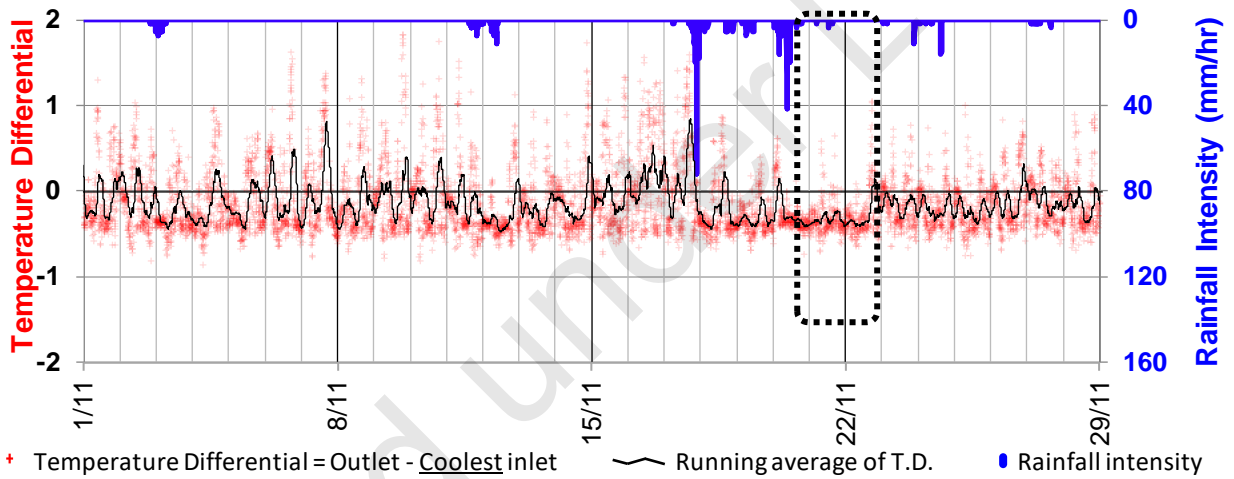 Temperature Differential
2
1
0
-1
-2
0
40
80
120
160
Rainfall Intensity (mm/hr)
1/11
8/11
15/11
22/11
29/11
Temperature Differential = Outlet - Coolest inlet
Running average of T.D.
Rainfall intensity
under